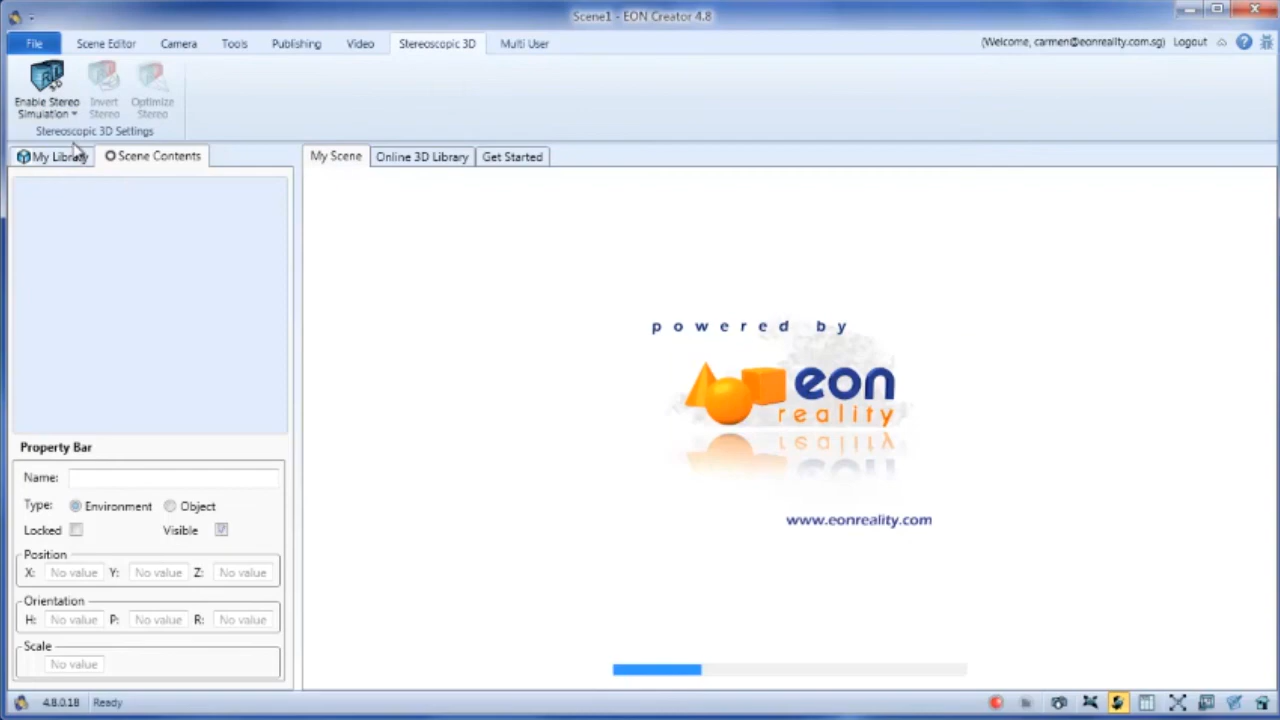 Scene1 - EON Creator 4.8
File Scene Editor Camera Tools Publishing Video Stereoscopic 3D Multi User (Welcome, carmen@eonreality.com.sg) Logout
Enable Stereo Simulation
Invert Stereo
Optimize Stereo
Stereoscopic 3D Settings
My Library Scene Contents My Scene Online 3D Library Get Started
powered by
eon
reality
www.eonreality.com
Property Bar
Name:
Type: Environment Object
Locked Visible
Position
X: No value Y: No value Z: No value
Orientation
H: No value P: No value R: No value
Scale
No value
4.8.0.18 Ready